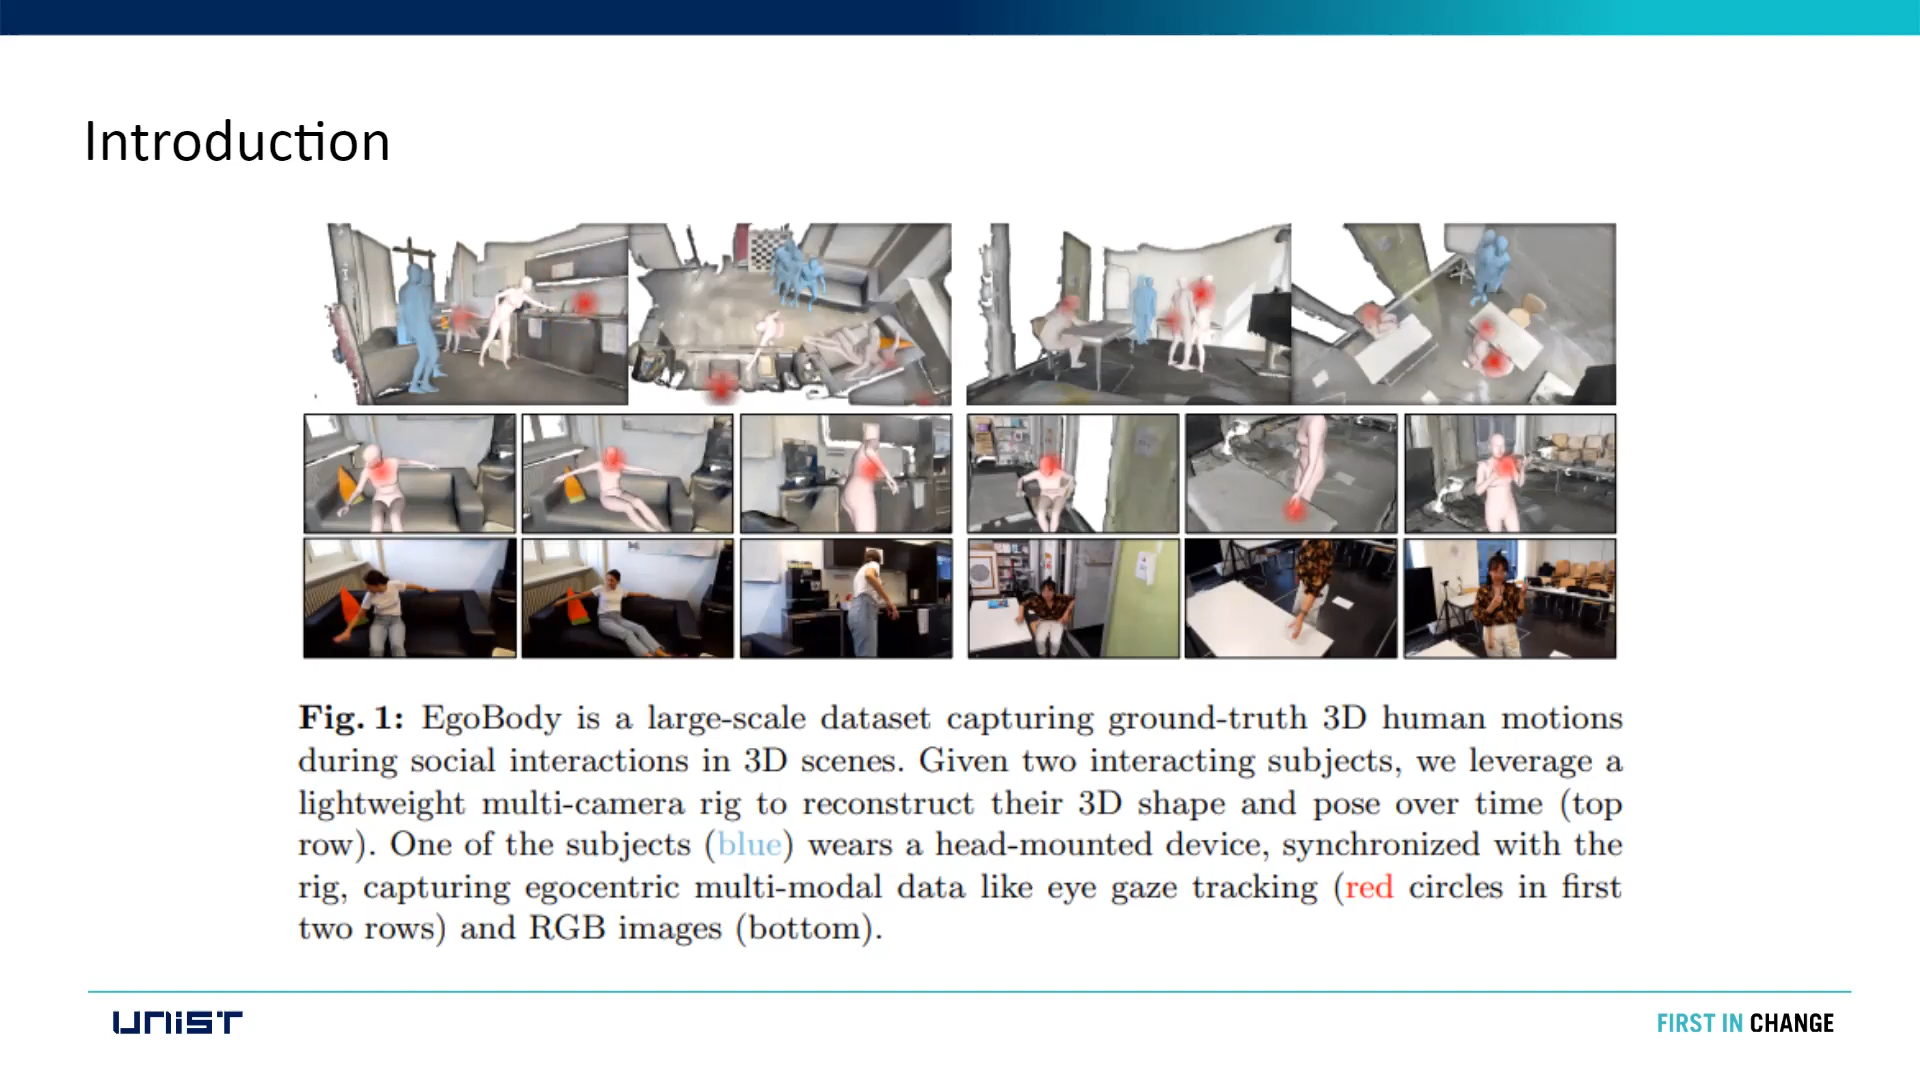 Introduction
Fig. 1: EgoBody is a large-scale dataset capturing ground-truth 3D human motions
during social interactions in 3D scenes. Given two interacting subjects, we leverage a
lightweight multi-camera rig to reconstruct their 3D shape and pose over time (top
row). One of the subjects (blue) wears a head-mounted device, synchronized with the
rig, capturing egocentric multi-modal data like eye gaze tracking (red circles in first
two rows) and RGB images (bottom).
UNIST
FIRST IN CHANGE